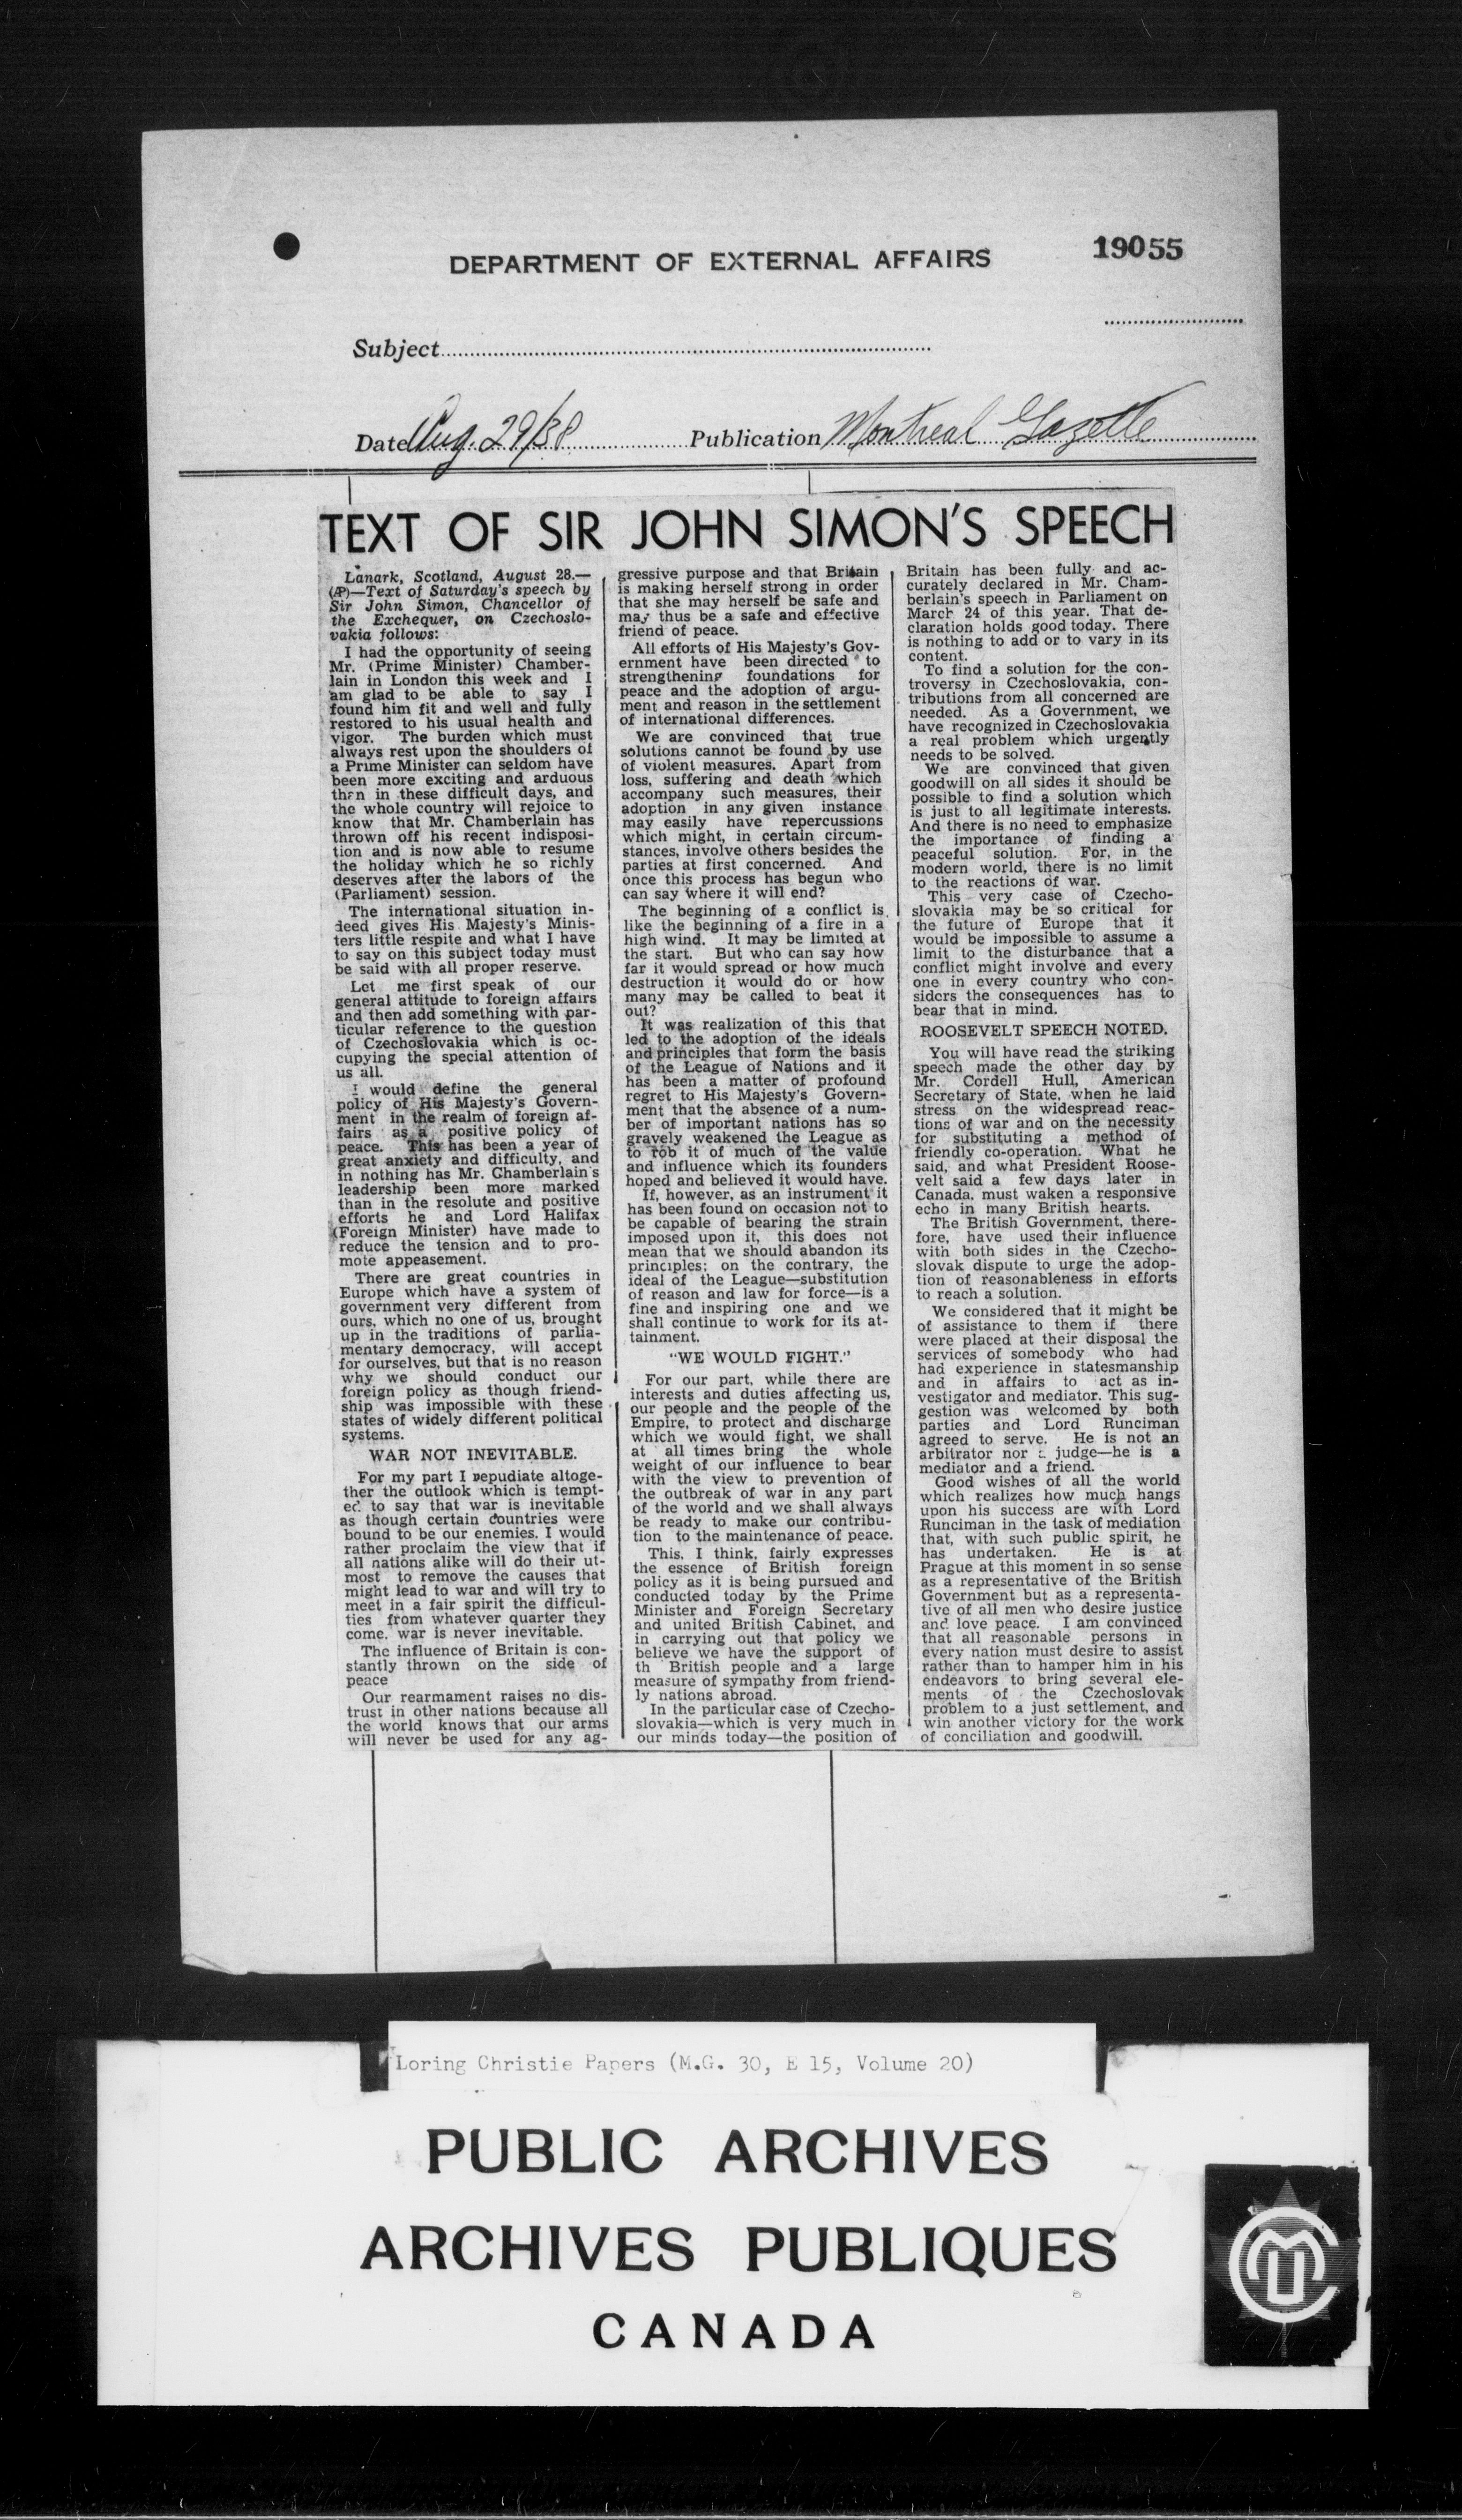 DEPARTMENT OF EXTERNAL AFFAIRS
19055
Subject
Date Aug. 29/38 Publication Montreal Gazette
TEXT OF SIR JOHN SIMON'S SPEECH
Lanark, Scotland, August 28.—
(AP)—Text of Saturday's speech by
Sir John Simon, Chancellor of
the Exchequer, on Czechoslo-
vakia follows:
I had the opportunity of seeing
Mr. (Prime Minister) Chamber-
lain in London this week and I
am glad to be able to say I
found him fit and well and fully
restored to his usual health and
vigor. The burden which must
always rest upon the shoulders of
a Prime Minister can seldom have
been more exciting and arduous
than in these difficult days, and
the whole country will rejoice to
know that Mr. Chamberlain has
thrown off his recent indisposi-
tion and is now able to resume
the holiday which he so richly
deserves after the labors of the
(Parliament) session.
The international situation in-
deed gives His Majesty's Minis-
ters little respite and what I have
to say on this subject today must
be said with all proper reserve.
Let me first speak of our
general attitude to foreign affairs
and then add something with par-
ticular reference to the question
of Czechoslovakia which is oc-
cupying the special attention of
us all.
I would define the general
policy of His Majesty's Govern-
ment in the realm of foreign af-
fairs as a positive policy of
peace. This has been a year of
great anxiety and difficulty, and
in nothing has Mr. Chamberlain's
leadership been more marked
than in the resolute and positive
efforts he and Lord Halifax
(Foreign Minister) have made to
reduce the tension and to pro-
mote appeasement.
There are great countries in
Europe which have a system of
government very different from
ours, which no one of us, brought
up in the traditions of parlia-
mentary democracy, will accept
for ourselves, but that is no reason
why we should conduct our
foreign policy as though friend-
ship was impossible with these
states of widely different political
systems.
WAR NOT INEVITABLE.
For my part I repudiate altoge-
ther the outlook which is tempt-
ed to say that war is inevitable
as though certain countries were
bound to be our enemies. I would
rather proclaim the view that if
all nations alike will do their ut-
most to remove the causes that
might lead to war and will try to
meet in a fair spirit the difficul-
ties from whatever quarter they
come, war is never inevitable.
The influence of Britain is con-
stantly thrown on the side of
peace
Our rearmament raises no dis-
trust in other nations because all
the world knows that our arms
will never be used for any ag-
gressive purpose and that Britain
is making herself strong in order
that she may herself be safe and
may thus be a safe and effective
friend of peace.
All efforts of His Majesty's Gov-
ernment have been directed to
strengthening foundations for
peace and the adoption of argu-
ment and reason in the settlement
of international differences.
We are convinced that true
solutions cannot be found by use
of violent measures. Apart from
loss, suffering and death which
accompany such measures, their
adoption in any given instance
may easily have repercussions
which might, in certain circum-
stances, involve others besides the
parties at first concerned. And
once this process has begun who
can say where it will end?
The beginning of a conflict is
like the beginning of a fire in a
high wind. It may be limited at
the start. But who can say how
far it would spread or how much
destruction it would do or how
many may be called to beat it
out?
It was realization of this that
led to the adoption of the ideals
and principles that form the basis
of the League of Nations and it
has been a matter of profound
regret to His Majesty's Govern-
ment that the absence of a num-
ber of important nations has so
gravely weakened the League as
to rob it of much of the value
and influence which its founders
hoped and believed it would have.
If, however, as an instrument it
has been found on occasion not to
be capable of bearing the strain
imposed upon it, this does not
mean that we should abandon its
principles; on the contrary, the
ideal of the League—substitution
of reason and law for force—is a
fine and inspiring one and we
shall continue to work for its at-
tainment.
"WE WOULD FIGHT."
For our part, while there are
interests and duties affecting us,
our people and the people of the
Empire, to protect and discharge
which we would fight, we shall
at all times bring the whole
weight of our influence to bear
with the view to prevention of
the outbreak of war in any part
of the world and we shall always
be ready to make our contribu-
tion to the maintenance of peace.
This, I think, fairly expresses
the essence of British foreign
policy as it is being pursued and
conducted today by the Prime
Minister and Foreign Secretary
and united British Cabinet, and
in carrying out that policy we
believe we have the support of
th British people and a large
measure of sympathy from friend-
ly nations abroad.
In the particular case of Czecho-
slovakia—which is very much in
our minds today—the position of
Britain has been fully and ac-
curately declared in Mr. Cham-
berlain's speech in Parliament on
March 24 of this year. That de-
claration holds good today. There
is nothing to add or to vary in its
content.
To find a solution for the con-
troversy in Czechoslovakia, con-
tributions from all concerned are
needed. As a Government, we
have recognized in Czechoslovakia
a real problem which urgently
needs to be solved.
We are convinced that given
goodwill on all sides it should be
possible to find a solution which
is just to all legitimate interests.
And there is no need to emphasize
the importance of finding a
peaceful solution. For, in the
modern world, there is no limit
to the reactions of war.
This very case of Czecho-
slovakia may be so critical for
the future of Europe that it
would be impossible to assume a
limit to the disturbance that a
conflict might involve and every
one in every country who con-
siders the consequences has to
bear that in mind.
ROOSEVELT SPEECH NOTED.
You will have read the striking
speech made the other day by
Mr. Cordell Hull, American
Secretary of State, when he laid
stress on the widespread reac-
tions of war and on the necessity
for substituting a method of
friendly co-operation. What he
said, and what President Roose-
velt said a few days later in
Canada, must waken a responsive
echo in many British hearts.
The British Government, there-
fore, have used their influence
with both sides in the Czecho-
slovak dispute to urge the adop-
tion of reasonableness in efforts
to reach a solution.
We considered that it might be
of assistance to them if there
were placed at their disposal the
services of somebody who had
had experience in statesmanship
and in affairs to act as in-
vestigator and mediator. This sug-
gestion was welcomed by both
parties and Lord Runciman
agreed to serve. He is not an
arbitrator nor a judge—he is a
mediator and a friend.
Good wishes of all the world
which realizes how much hangs
upon his success are with Lord
Runciman in the task of mediation
that, with such public spirit, he
has undertaken. He is at
Prague at this moment in so sense
as a representative of the British
Government but as a representa-
tive of all men who desire justice
and love peace. I am convinced
that all reasonable persons in
every nation must desire to assist
rather than to hamper him in his
endeavors to bring several ele-
ments of the Czechoslovak
problem to a just settlement, and
win another victory for the work
of conciliation and goodwill.
Loring Christie Papers (M.G. 30, E 15, Volume 20)
PUBLIC ARCHIVES
ARCHIVES PUBLIQUES
CANADA